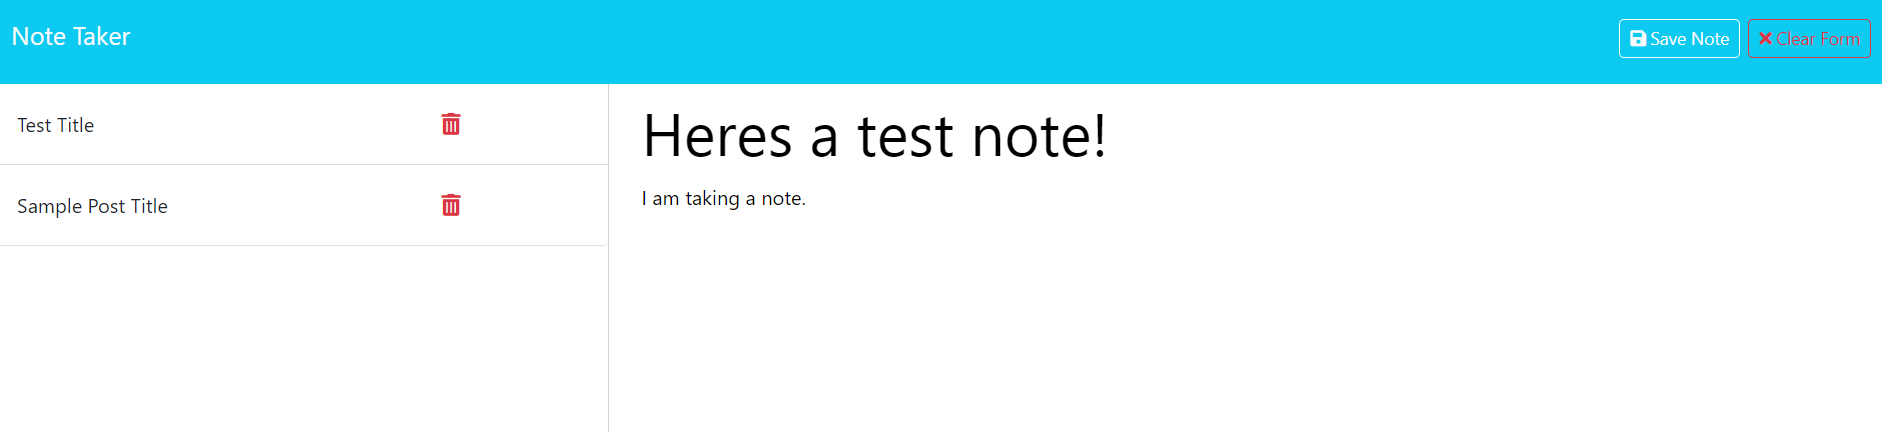 Note Taker
Save Note
Clear Form
Test Title
Sample Post Title
Heres a test note!
I am taking a note.